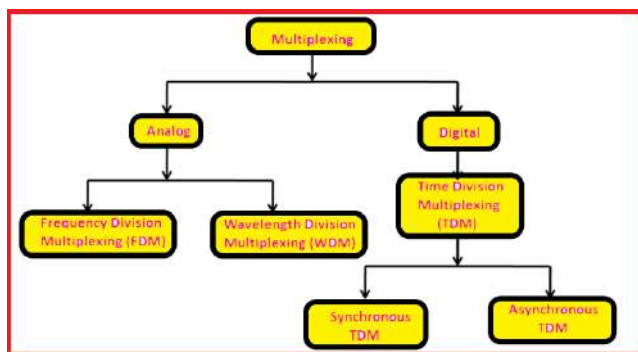 Multiplexing
Analog
Digital
Frequency Division
Multiplexing (FDM)
Wavelength Division
Multiplexing (WDM)
Time Division
Multiplexing
(TDM)
Synchronous
TDM
Asynchronous
TDM